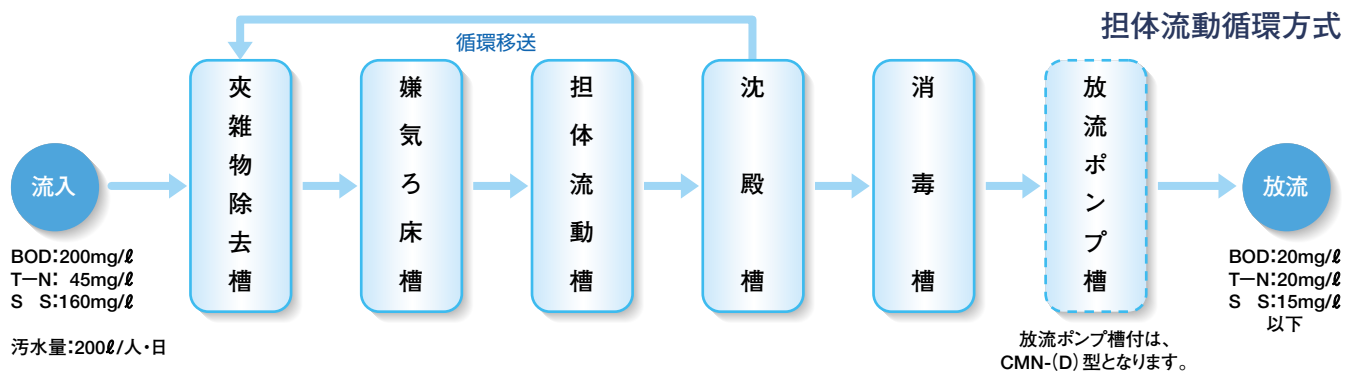 担体流動循環方式
循環移送
流入
夾雑物除去槽
嫌気ろ床槽
担体流動槽
沈殿槽
消毒槽
放流ポンプ槽
放流
BOD:200mg/ℓ
T－N: 45mg/ℓ
S S:160mg/ℓ
汚水量:200ℓ/人・日
放流ポンプ槽付は、
CMN-(D)型となります。
BOD:20mg/ℓ
T－N:20mg/ℓ
S S:15mg/ℓ
以下